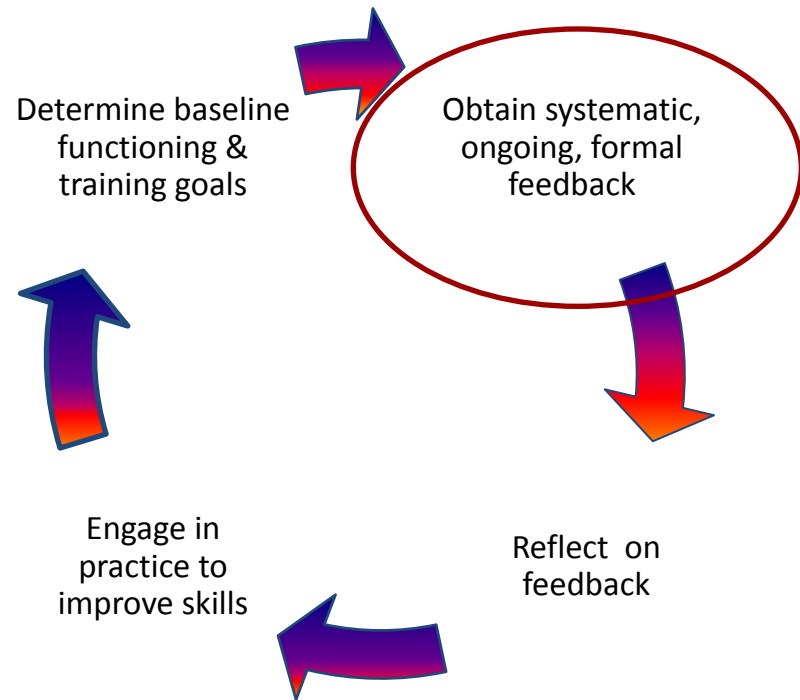 Determine baseline
functioning &
training goals
Obtain systematic,
ongoing, formal
feedback
Reflect  on
feedback
Engage in
practice to
improve skills